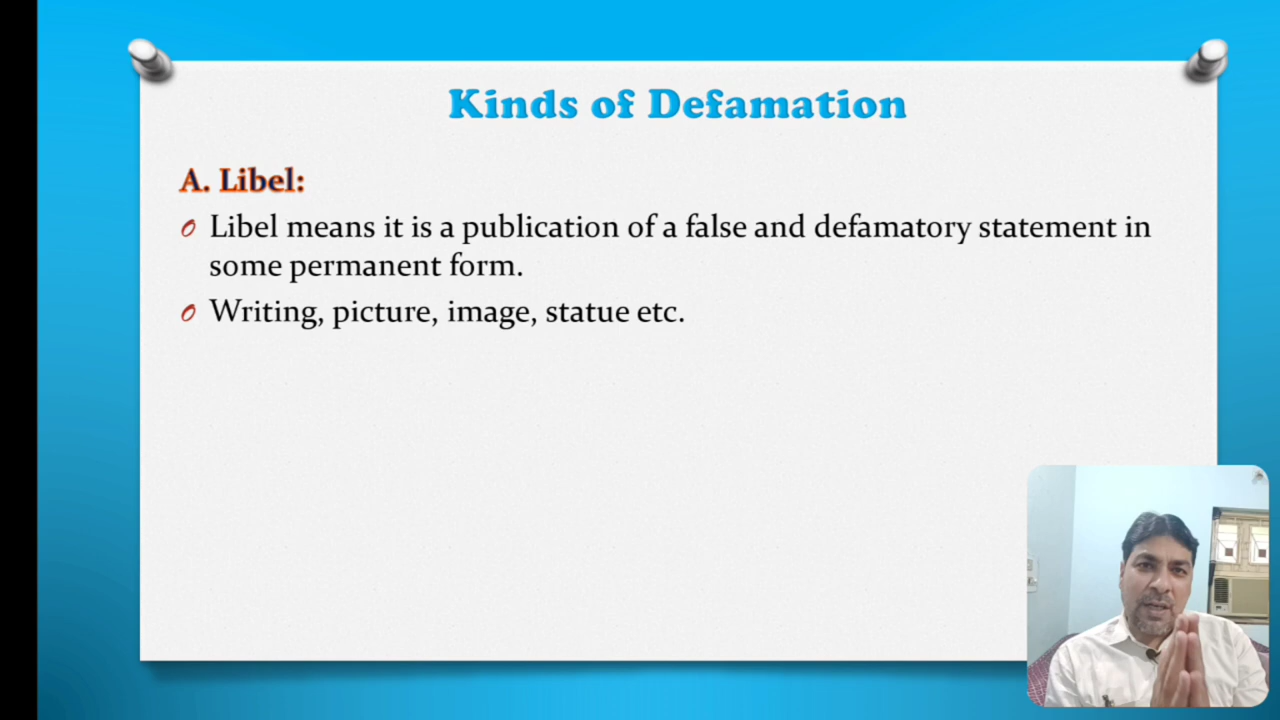 Kinds of Defamation
A. Libel:
Libel means it is a publication of a false and defamatory statement in
some permanent form.
Writing, picture, image, statue etc.